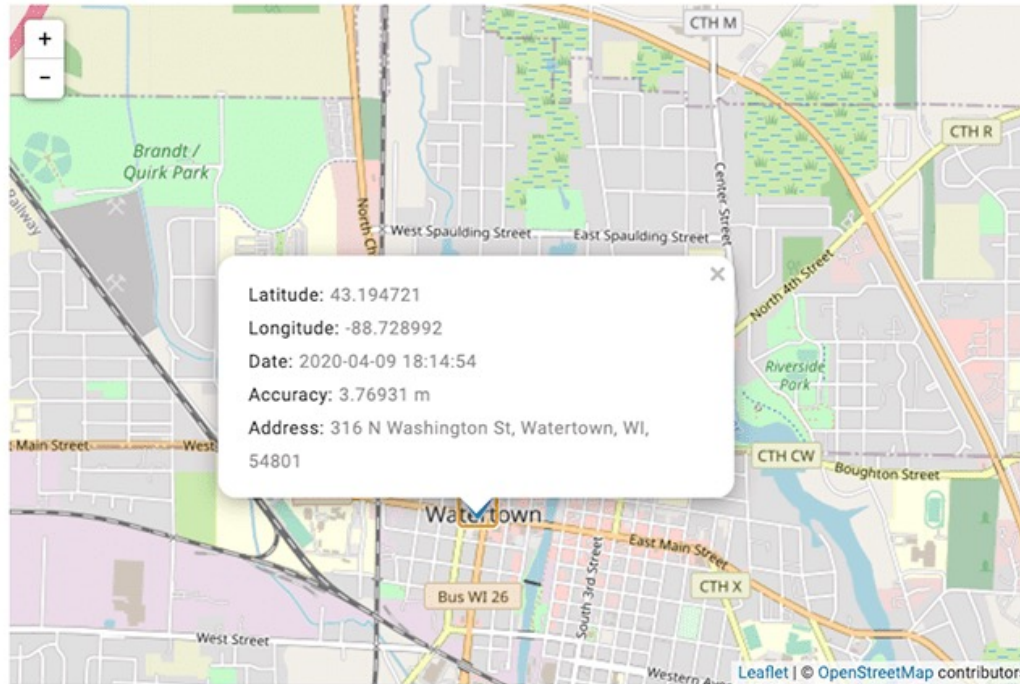 +
−
CTH M
CTH R
Brandt /
Quirk Park
Railway
North Ch
West Spaulding Street
East Spaulding Street
Center Street
North 4th Street
×
Latitude: 43.194721
Longitude: -88.728992
Date: 2020-04-09 18:14:54
Accuracy: 3.76931 m
Address: 316 N Washington St, Watertown, WI,
54801
Riverside
Park
Main Street
West
CTH CW
Boughton Street
Watertown
East Main Street
South 3rd Street
CTH X
Bus WI 26
West Street
Western Av
Leaflet | © OpenStreetMap contributor